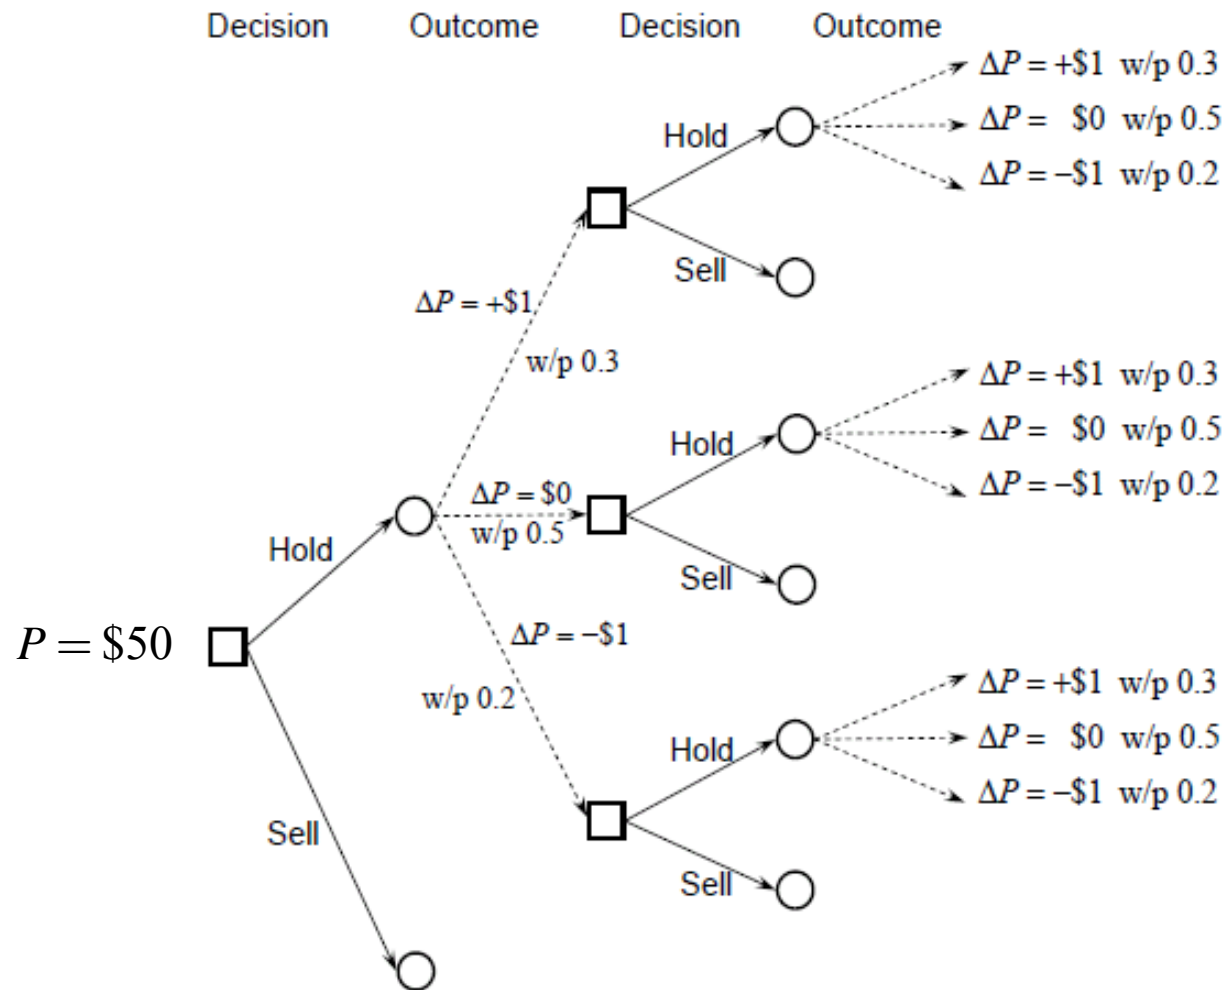 Decision Outcome Decision Outcome
ΔP = +$1 w/p 0.3
Hold
ΔP = $0 w/p 0.5
ΔP = −$1 w/p 0.2
Sell
ΔP = +$1
w/p 0.3
ΔP = +$1 w/p 0.3
Hold
ΔP = $0 w/p 0.5
ΔP = −$1 w/p 0.2
ΔP = $0
w/p 0.5
Hold
Sell
P = $50
ΔP = −$1
w/p 0.2
ΔP = +$1 w/p 0.3
Hold
ΔP = $0 w/p 0.5
ΔP = −$1 w/p 0.2
Sell
Sell